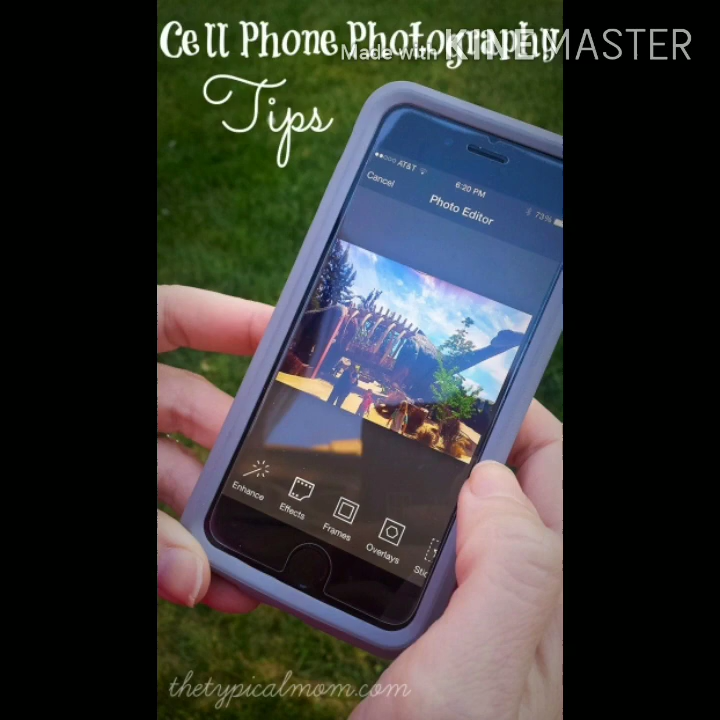 Cell Phone Photography
Made with KINEMASTER
Tips
AT&T
6:20 PM
73%
Cancel
Photo Editor
Enhance
Effects
Frames
Overlays
Stic
thetypicalmom.com